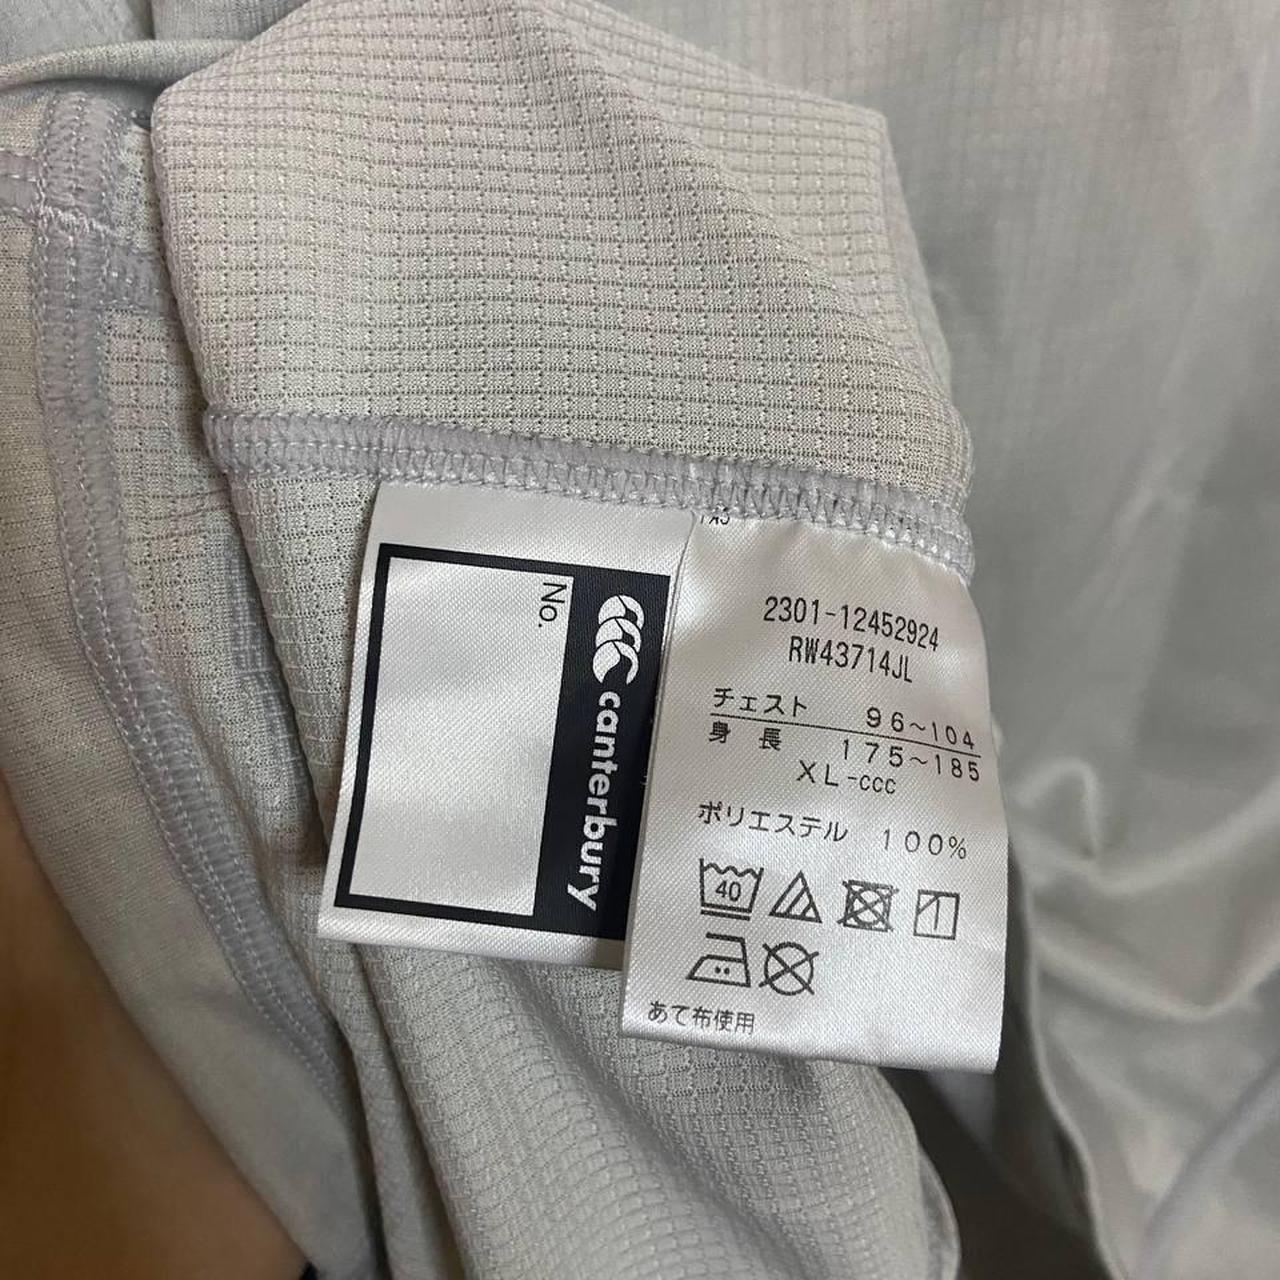 No.
canterbury
2301-12452924
RW43714JL
チェスト 96~104
身長 175~185
XL-ccc
ポリエステル 100%
40
あて布使用